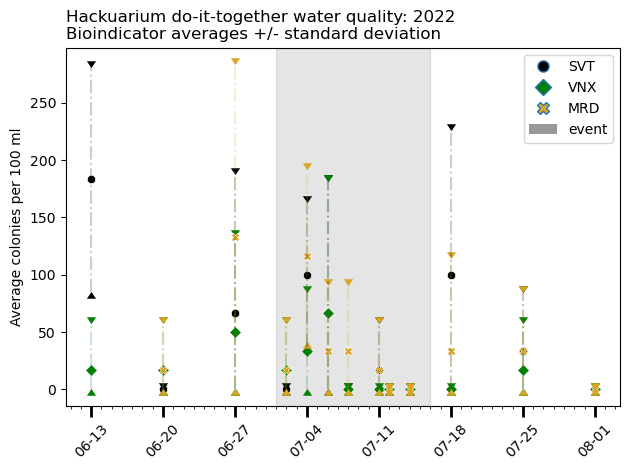 Hackuarium do-it-together water quality: 2022
Bioindicator averages +/- standard deviation
SVT
VNX
MRD
event
Average colonies per 100 ml
250
200
150
100
50
0
06-13
06-20
06-27
07-04
07-11
07-18
07-25
08-01